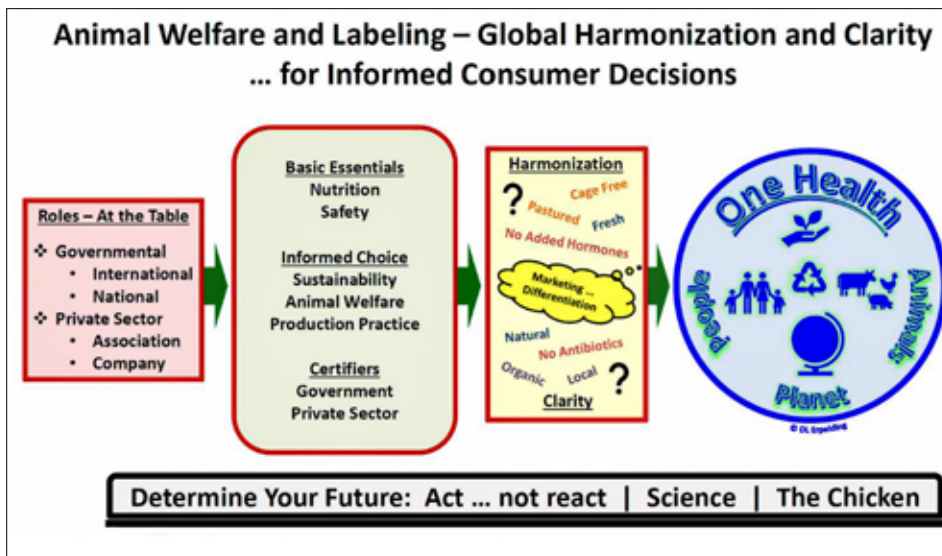 Animal Welfare and Labeling – Global Harmonization and Clarity
... for Informed Consumer Decisions
Roles – At the Table
❖ Governmental
• International
• National
❖ Private Sector
• Association
• Company
Basic Essentials
Nutrition
Safety
Informed Choice
Sustainability
Animal Welfare
Production Practice
Certifiers
Government
Private Sector
Harmonization
?
Cage Free
Pastured
Fresh
No Added Hormones
Marketing ...
Differentiation
Natural
No Antibiotics
Organic
Local
?
Clarity
One Health
People
Animals
Planet
© DL Erpelding
Determine Your Future: Act ... not react | Science | The Chicken